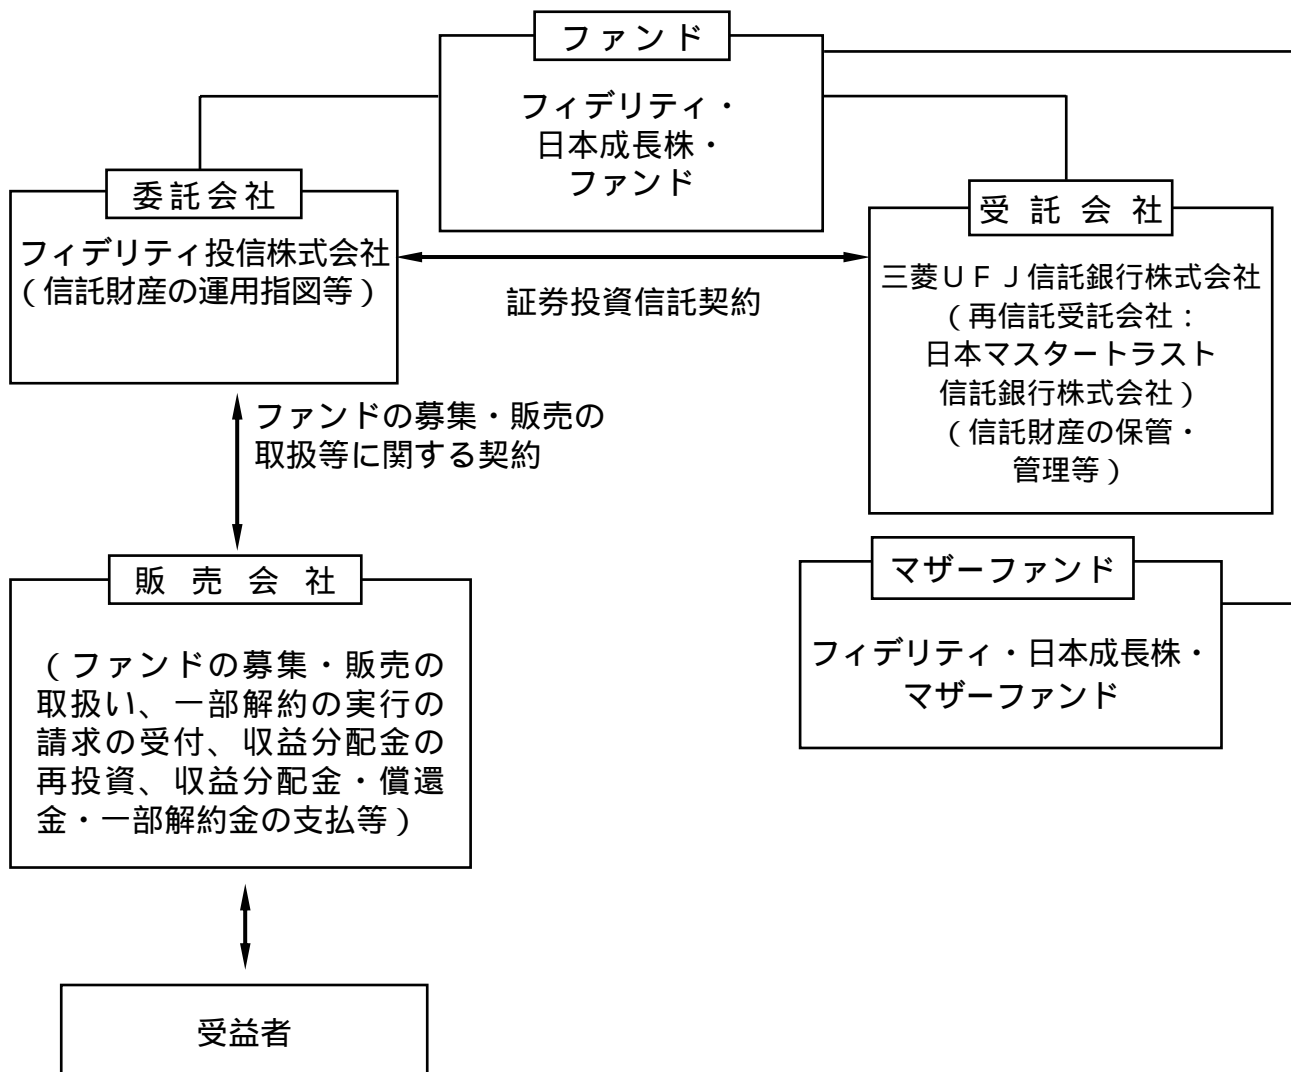 ファンド
フィデリティ・
日本成長株・
ファンド
委託会社
フィデリティ投信株式会社
（信託財産の運用指図等）
証券投資信託契約
受託会社
三菱ＵＦＪ信託銀行株式会社
（再信託受託会社：
日本マスタートラスト
信託銀行株式会社）
（信託財産の保管・
管理等）
ファンドの募集・販売の
取扱等に関する契約
販売会社
（ファンドの募集・販売の
取扱い、一部解約の実行の
請求の受付、収益分配金の
再投資、収益分配金・償還
金・一部解約金の支払等）
マザーファンド
フィデリティ・日本成長株・
マザーファンド
受益者